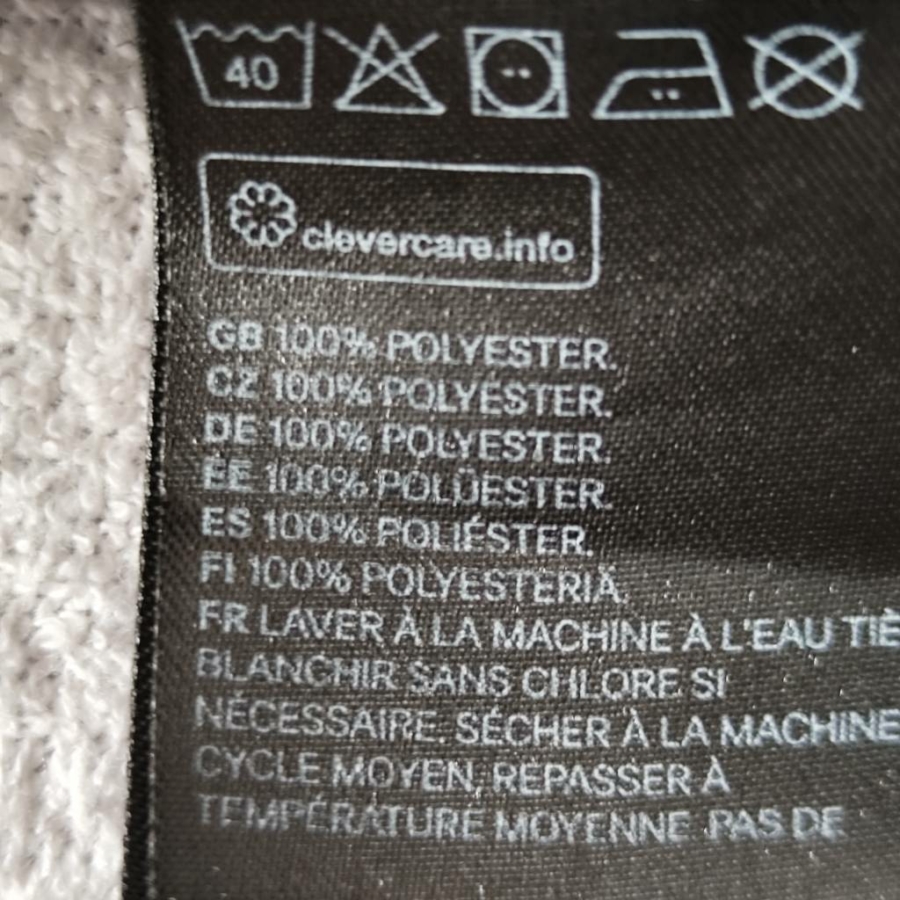 40
clevercare.info
GB 100% POLYESTER.
CZ 100% POLYESTER.
DE 100% POLYESTER.
EE 100% POLÜESTER.
ES 100% POLIÉSTER.
FI 100% POLYESTERIÄ.
FR LAVER À LA MACHINE À L'EAU TIÈ
BLANCHIR SANS CHLORE SI
NÉCESSAIRE. SÉCHER À LA MACHINE
CYCLE MOYEN, REPASSER À
TEMPÉRATURE MOYENNE PAS DE